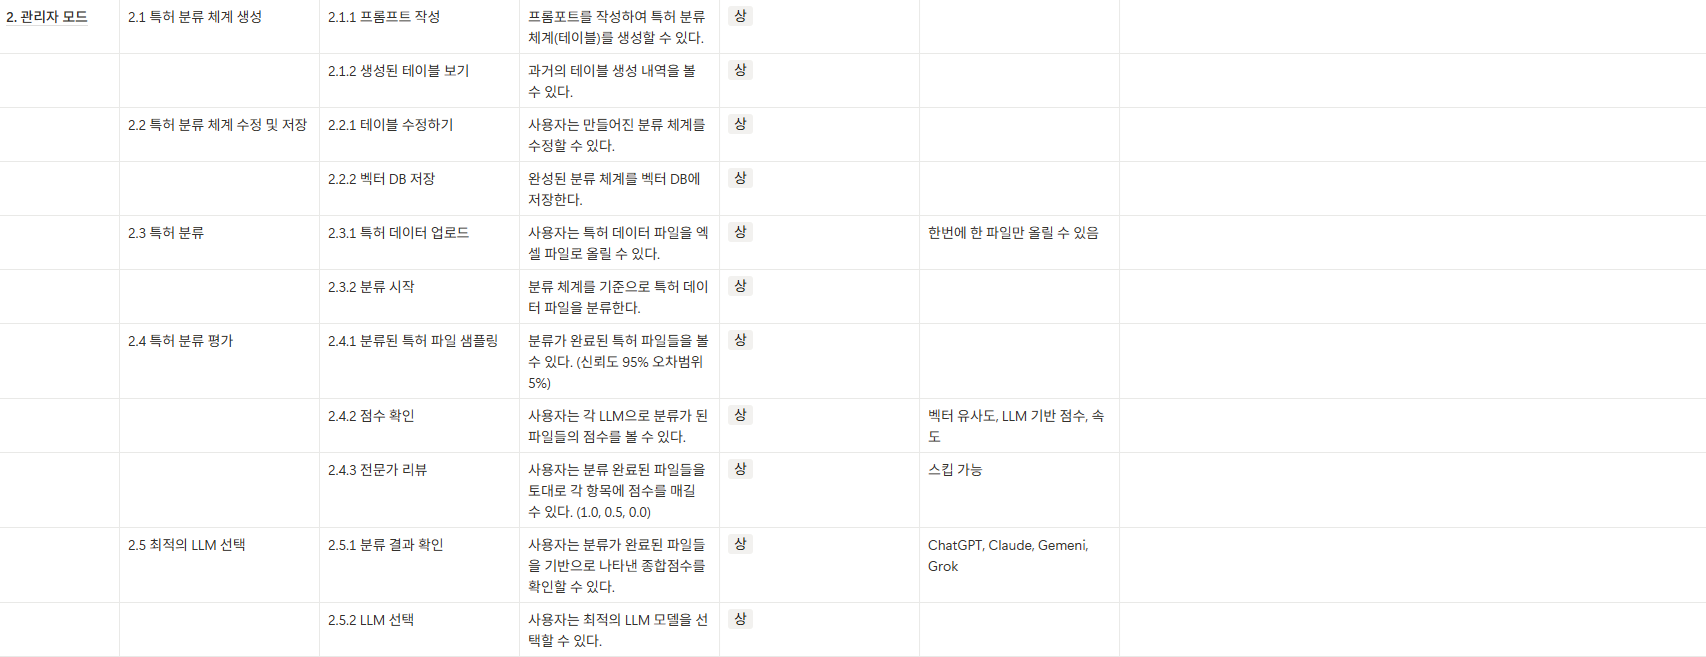 2. 관리자 모드
2.1 특허 분류 체계 생성
2.1.1 프롬프트 작성
프롬포트를 작성하여 특허 분류
체계(테이블)를 생성할 수 있다.
상
2.1.2 생성된 테이블 보기
과거의 테이블 생성 내역을 볼
수 있다.
상
2.2 특허 분류 체계 수정 및 저장
2.2.1 테이블 수정하기
사용자는 만들어진 분류 체계를
수정할 수 있다.
상
2.2.2 벡터 DB 저장
완성된 분류 체계를 벡터 DB에
저장한다.
상
2.3 특허 분류
2.3.1 특허 데이터 업로드
사용자는 특허 데이터 파일을 엑
셀 파일로 올릴 수 있다.
상
한번에 한 파일만 올릴 수 있음
2.3.2 분류 시작
분류 체계를 기준으로 특허 데이
터 파일을 분류한다.
상
2.4 특허 분류 평가
2.4.1 분류된 특허 파일 샘플링
분류가 완료된 특허 파일들을 볼
수 있다. (신뢰도 95% 오차범위
5%)
상
2.4.2 점수 확인
사용자는 각 LLM으로 분류가 된
파일들의 점수를 볼 수 있다.
상
벡터 유사도, LLM 기반 점수, 속
도
2.4.3 전문가 리뷰
사용자는 분류 완료된 파일들을
토대로 각 항목에 점수를 매길
수 있다. (1.0, 0.5, 0.0)
상
스킵 가능
2.5 최적의 LLM 선택
2.5.1 분류 결과 확인
사용자는 분류가 완료된 파일들
을 기반으로 나타낸 종합점수를
확인할 수 있다.
상
ChatGPT, Claude, Gemeni,
Grok
2.5.2 LLM 선택
사용자는 최적의 LLM 모델을 선
택할 수 있다.
상